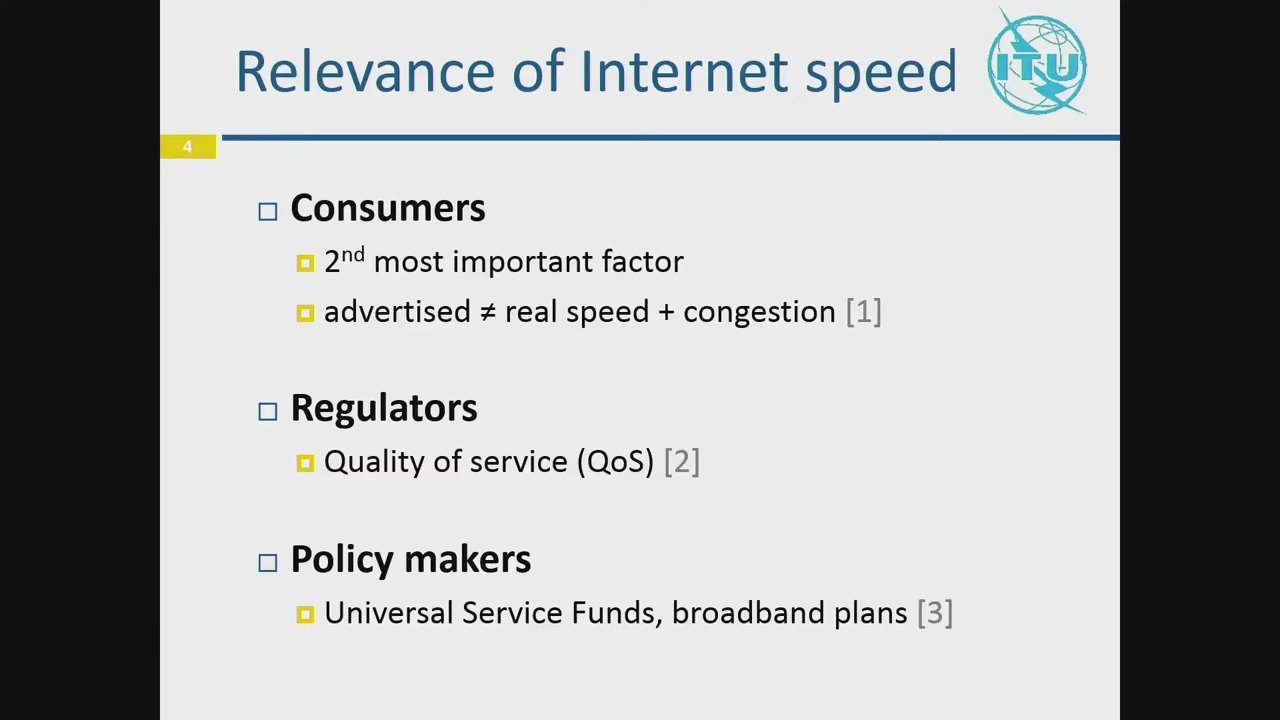 Relevance of Internet speed
ITU
4
Consumers
2nd most important factor
advertised ≠ real speed + congestion [1]
Regulators
Quality of service (QoS) [2]
Policy makers
Universal Service Funds, broadband plans [3]